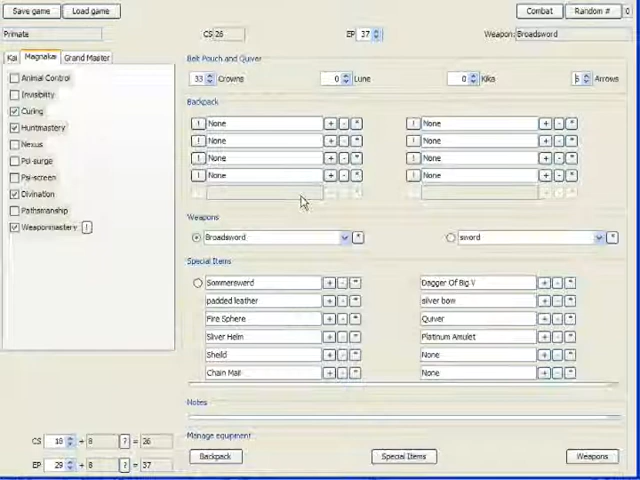 Save game Load game Combat Random # 0
Primate CS 26 EP 37 Weapon: Broadsword
Kai Magnakai Grand Master
Belt Pouch and Quiver
33 Crowns 0 Lune 0 Kika 6 Arrows
Animal Control
Invisibility
Curing
Huntmastery
Nexus
Psi-surge
Psi-screen
Divination
Pathsmanship
Weaponmastery !
Backpack
! None + - * ! None + - *
! None + - * ! None + - *
! None + - * ! None + - *
! None + - * ! None + - *
Weapons
Broadsword * sword *
Special Items
Sommerswerd + - * Dagger Of Big V + - *
padded leather + - * silver bow + - *
Fire Sphere + - * Quiver + - *
Sliver Helm + - * Platinum Amulet + - *
Sheild + - * None + - *
Chain Mail + - * None + - *
Notes
CS 18 + 8 ? = 26
EP 29 + 8 ? = 37
Manage equipment
Backpack Special Items Weapons